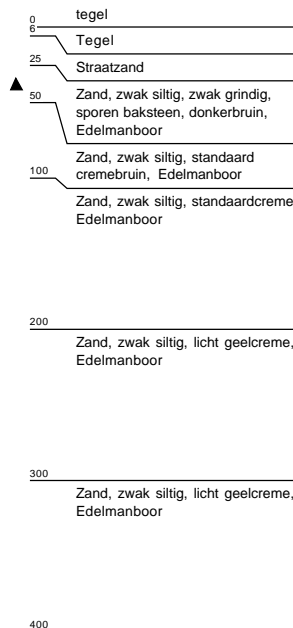 tegel
0
6
Tegel
25
Straatzand
50
Zand, zwak siltig, zwak grindig,
sporen baksteen, donkerbruin,
Edelmanboor
Zand, zwak siltig, standaard
cremebruin, Edelmanboor
100
Zand, zwak siltig, standaardcreme
Edelmanboor
200
Zand, zwak siltig, licht geelcreme,
Edelmanboor
300
Zand, zwak siltig, licht geelcreme,
Edelmanboor
400